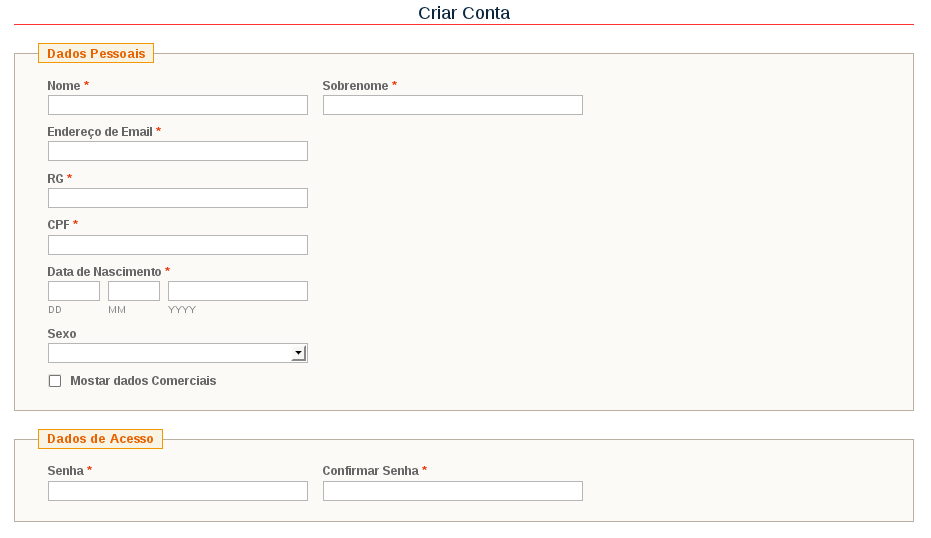 Criar Conta
Dados Pessoais
Nome * Sobrenome *
Endereço de Email *
RG *
CPF *
Data de Nascimento *
DD MM YYYY
Sexo
Mostar dados Comerciais
Dados de Acesso
Senha * Confirmar Senha *